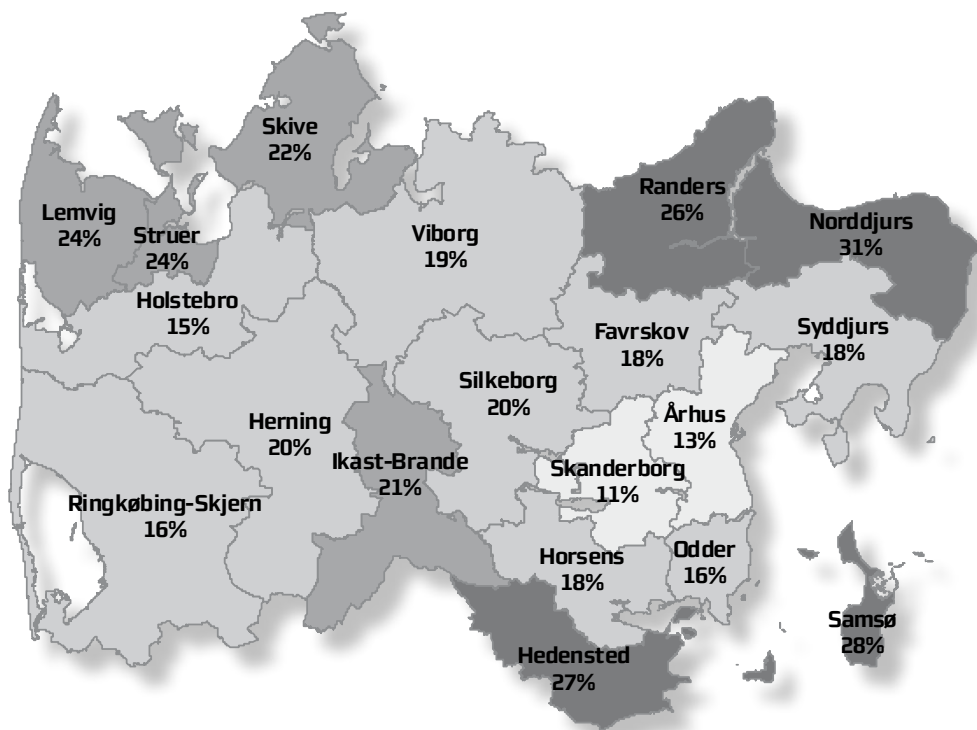 Skive
22%
Randers
26%
Lemvig
24%
Struer
24%
Viborg
19%
Norddjurs
31%
Holstebro
15%
Favrskov
18%
Syddjurs
18%
Silkeborg
20%
Herning
20%
Århus
13%
Ikast-Brande
21%
Skanderborg
11%
Ringkøbing-Skjern
16%
Horsens
18%
Odder
16%
Samsø
28%
Hedensted
27%